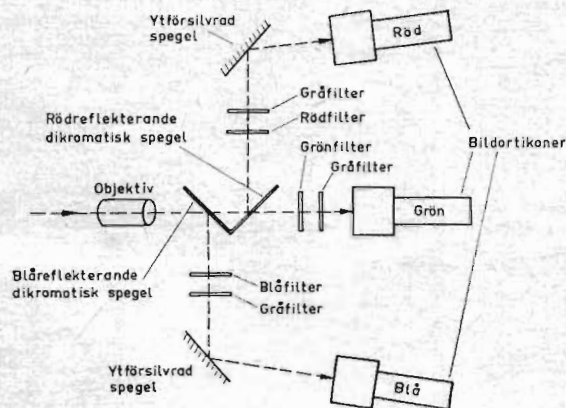 Ytförsilvrad
spegel
Röd
Gråfilter
Rödfilter
Rödreflekterande
dikromatisk spegel
Grönfilter
Gråfilter
Bildortikoner
Objektiv
Grön
Blåreflekterande
dikromatisk spegel
Blåfilter
Gråfilter
Ytförsilvrad
spegel
Blå